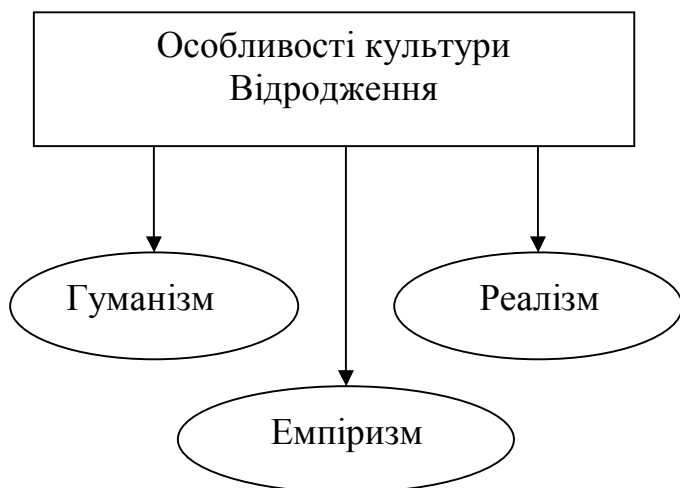 Особливості культури
Відродження
Гуманізм
Реалізм
Емпіризм